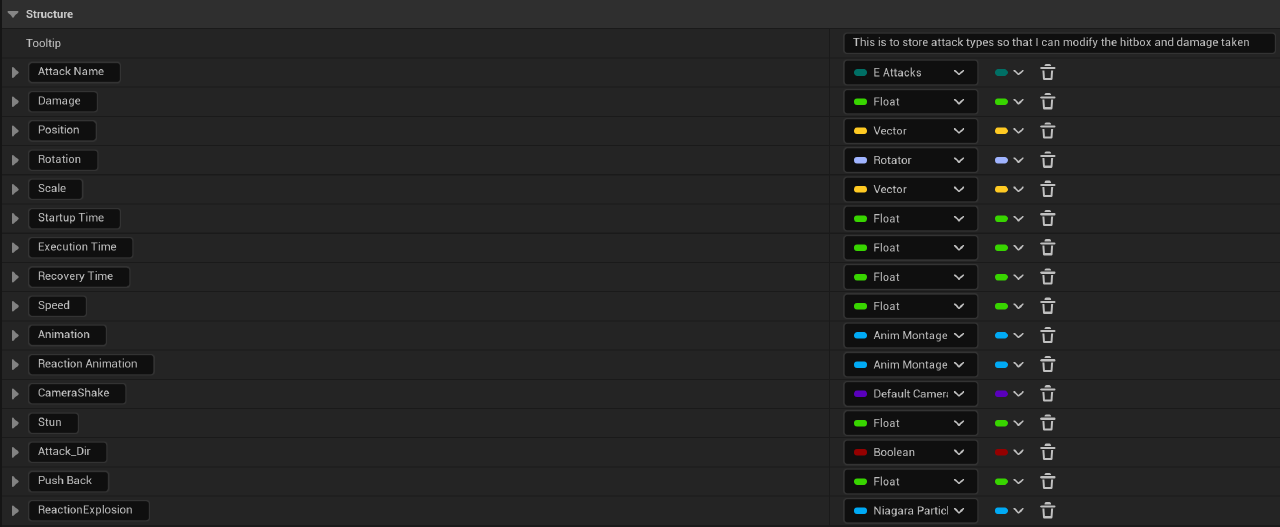 Structure
Tooltip This is to store attack types so that I can modify the hitbox and damage taken
Attack Name E Attacks
Damage Float
Position Vector
Rotation Rotator
Scale Vector
Startup Time Float
Execution Time Float
Recovery Time Float
Speed Float
Animation Anim Montage
Reaction Animation Anim Montage
CameraShake Default Camera
Stun Float
Attack_Dir Boolean
Push Back Float
ReactionExplosion Niagara Particl